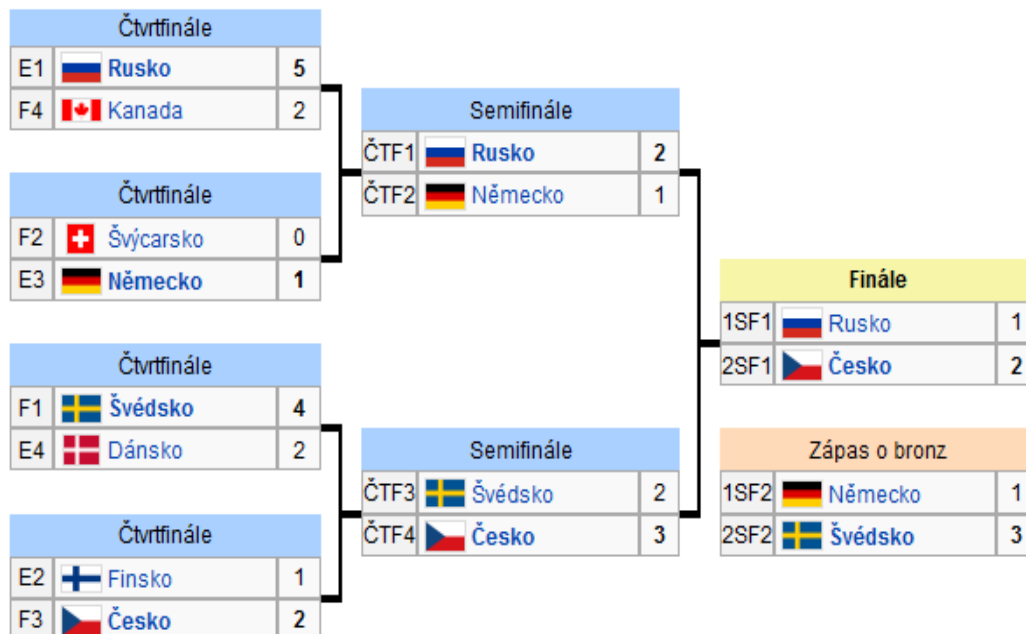 Čtvrtfinále
E1 Rusko 5
F4 Kanada 2
Čtvrtfinále
F2 Švýcarsko 0
E3 Německo 1
Čtvrtfinále
F1 Švédsko 4
E4 Dánsko 2
Čtvrtfinále
E2 Finsko 1
F3 Česko 2
Semifinále
ČTF1 Rusko 2
ČTF2 Německo 1
Semifinále
ČTF3 Švédsko 2
ČTF4 Česko 3
Finále
1SF1 Rusko 1
2SF1 Česko 2
Zápas o bronz
1SF2 Německo 1
2SF2 Švédsko 3